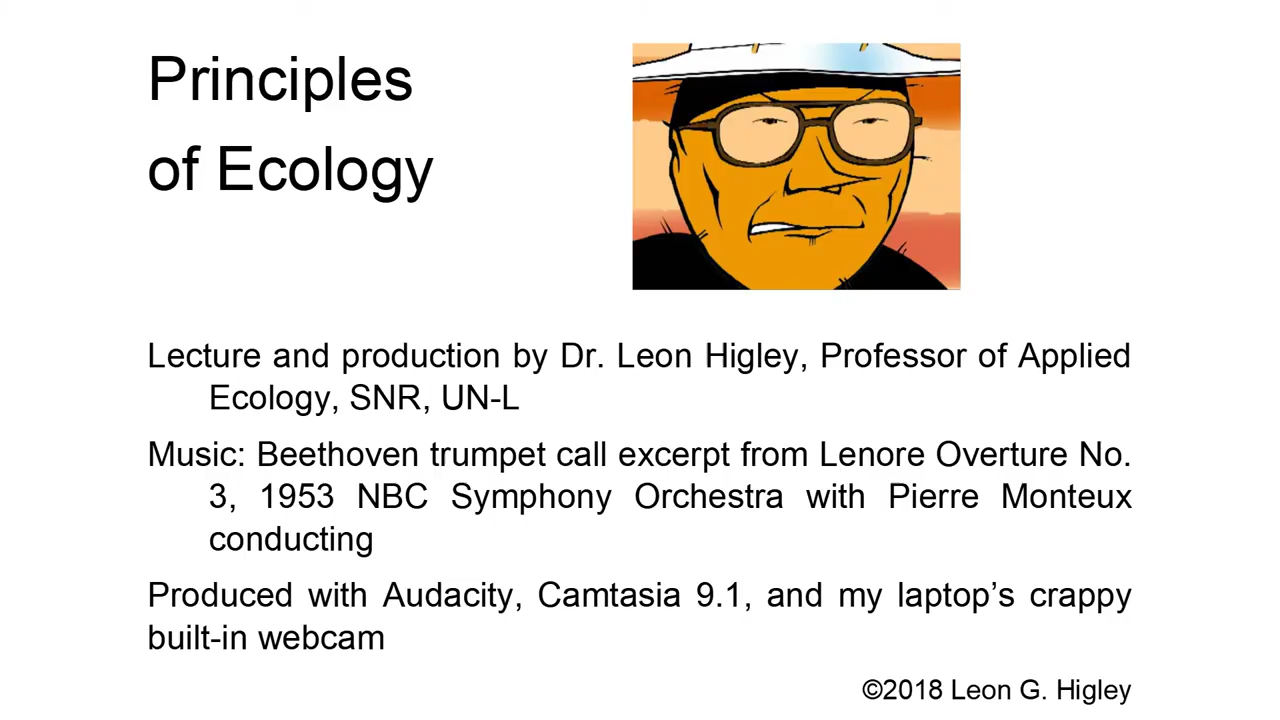 Principles
of Ecology
Lecture and production by Dr. Leon Higley, Professor of Applied
Ecology, SNR, UN-L
Music: Beethoven trumpet call excerpt from Lenore Overture No.
3, 1953 NBC Symphony Orchestra with Pierre Monteux
conducting
Produced with Audacity, Camtasia 9.1, and my laptop’s crappy
built-in webcam
©2018 Leon G. Higley